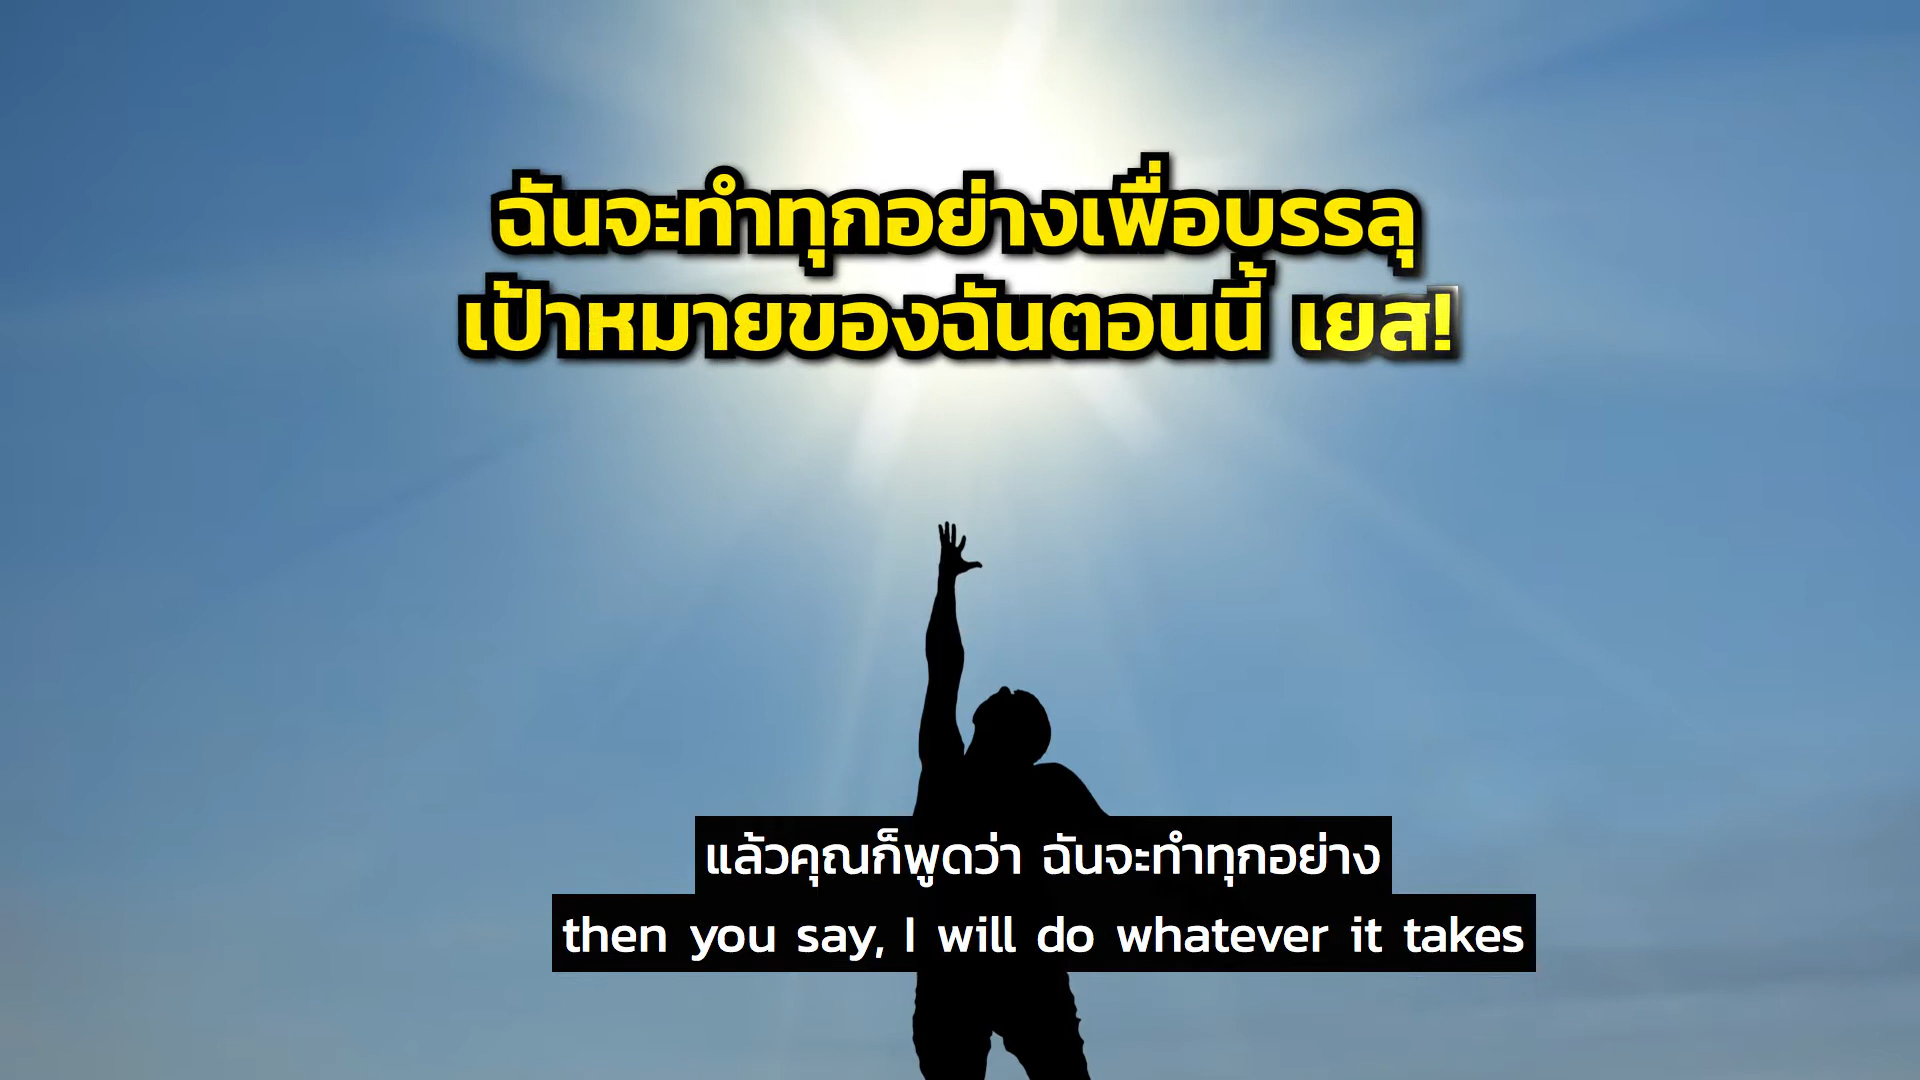 ฉันจะทำทุกอย่างเพื่อบรรลุ
เป้าหมายของฉันตอนนี้ เยส!
แล้วคุณก็พูดว่า ฉันจะทำทุกอย่าง
then you say, I will do whatever it takes